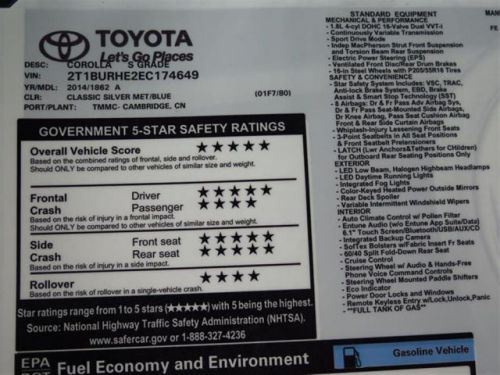 TOYOTA
Let's Go Places
DESC: COROLLA S GRADE
VIN: 2T1BURHE2EC174649
YR/MDL: 2014/1862 A
CLR: CLASSIC SILVER MET/BLUE (01F7/B0)
PORT/PLANT: TMMC- CAMBRIDGE, CN
GOVERNMENT 5-STAR SAFETY RATINGS
Overall Vehicle Score ★★★★★
Based on the combined ratings of frontal, side and rollover.
Should ONLY be compared to other vehicles of similar size and weight.
Frontal Driver ★★★★★
Crash Passenger ★★★★
Based on the risk of injury in a frontal impact.
Should ONLY be compared to other vehicles of similar size and weight.
Side Front seat ★★★★★
Crash Rear seat ★★★★★
Based on the risk of injury in a side impact.
Rollover ★★★★
Based on the risk of rollover in a single-vehicle crash.
Star ratings range from 1 to 5 stars (★★★★★) with 5 being the highest.
Source: National Highway Traffic Safety Administration (NHTSA).
www.safercar.gov or 1-888-327-4236
EPA
DOT
Fuel Economy and Environment
Gasoline Vehicle
STANDARD EQUIPMENT
MECHANICAL & PERFORMANCE
- 1.8L 4-cyl DOHC 16-Valve Dual VVT-i
- Continuously Variable Transmission
- Sport Drive Mode
- Indep MacPherson Strut Front Suspension
and Torsion Beam Rear Suspension
- Electric Power Steering (EPS)
- Ventilated Front Disc/Rear Drum Brakes
- 16-in Steel Wheels with P205/55R16 Tires
SAFETY & CONVENIENCE
- Star Safety System Includes: VSC, TRAC,
Anti-lock Brake System, EBD, Brake
Assist & Smart Stop Technology (SST)
- 8 Airbags: Dr & Fr Pass Adv Airbag Sys,
Dr & Fr Pass Seat-Mounted Side Airbags,
Dr Knee Airbag, Pass Seat Cushion Airbag
Front & Rear Side Curtain Airbags
- Whiplash-Injury Lessening Front Seats
- 3-Point Seatbelts in All Seat Positions
& Front Seatbelt Pretensioners
- LATCH (Lwr Anchors&Tethers for CHildren)
for Outboard Rear Seating Positions Only
EXTERIOR
- LED Low Beam, Halogen Highbeam Headlamps
- LED Daytime Running Lights
- Integrated Fog Lights
- Color-Keyed Heated Power Outside Mirrors
- Rear Deck Spoiler
- Variable Intermittent Windshield Wipers
INTERIOR
- Auto Climate Control w/ Pollen Filter
- Entune Audio (w/o Entune App Suite/Data)
6.1" Touch Screen/Bluetooth/USB/AUX/CD
- Integrated Backup Camera
- SofTex Bolsters w/Fabric Insert Fr Seats
- 60/40 Split Fold-Down Rear Seat
- Cruise Control
- Steering Wheel w/ Audio & Hands-Free
Phone Voice Command Controls
- Steering Wheel Mounted Paddle Shifters
- Eco Indicator
- Power Door Locks and Windows
- Remote Keyless Entry w/Lock,Unlock,Panic
**FULL TANK OF GAS**
MAN